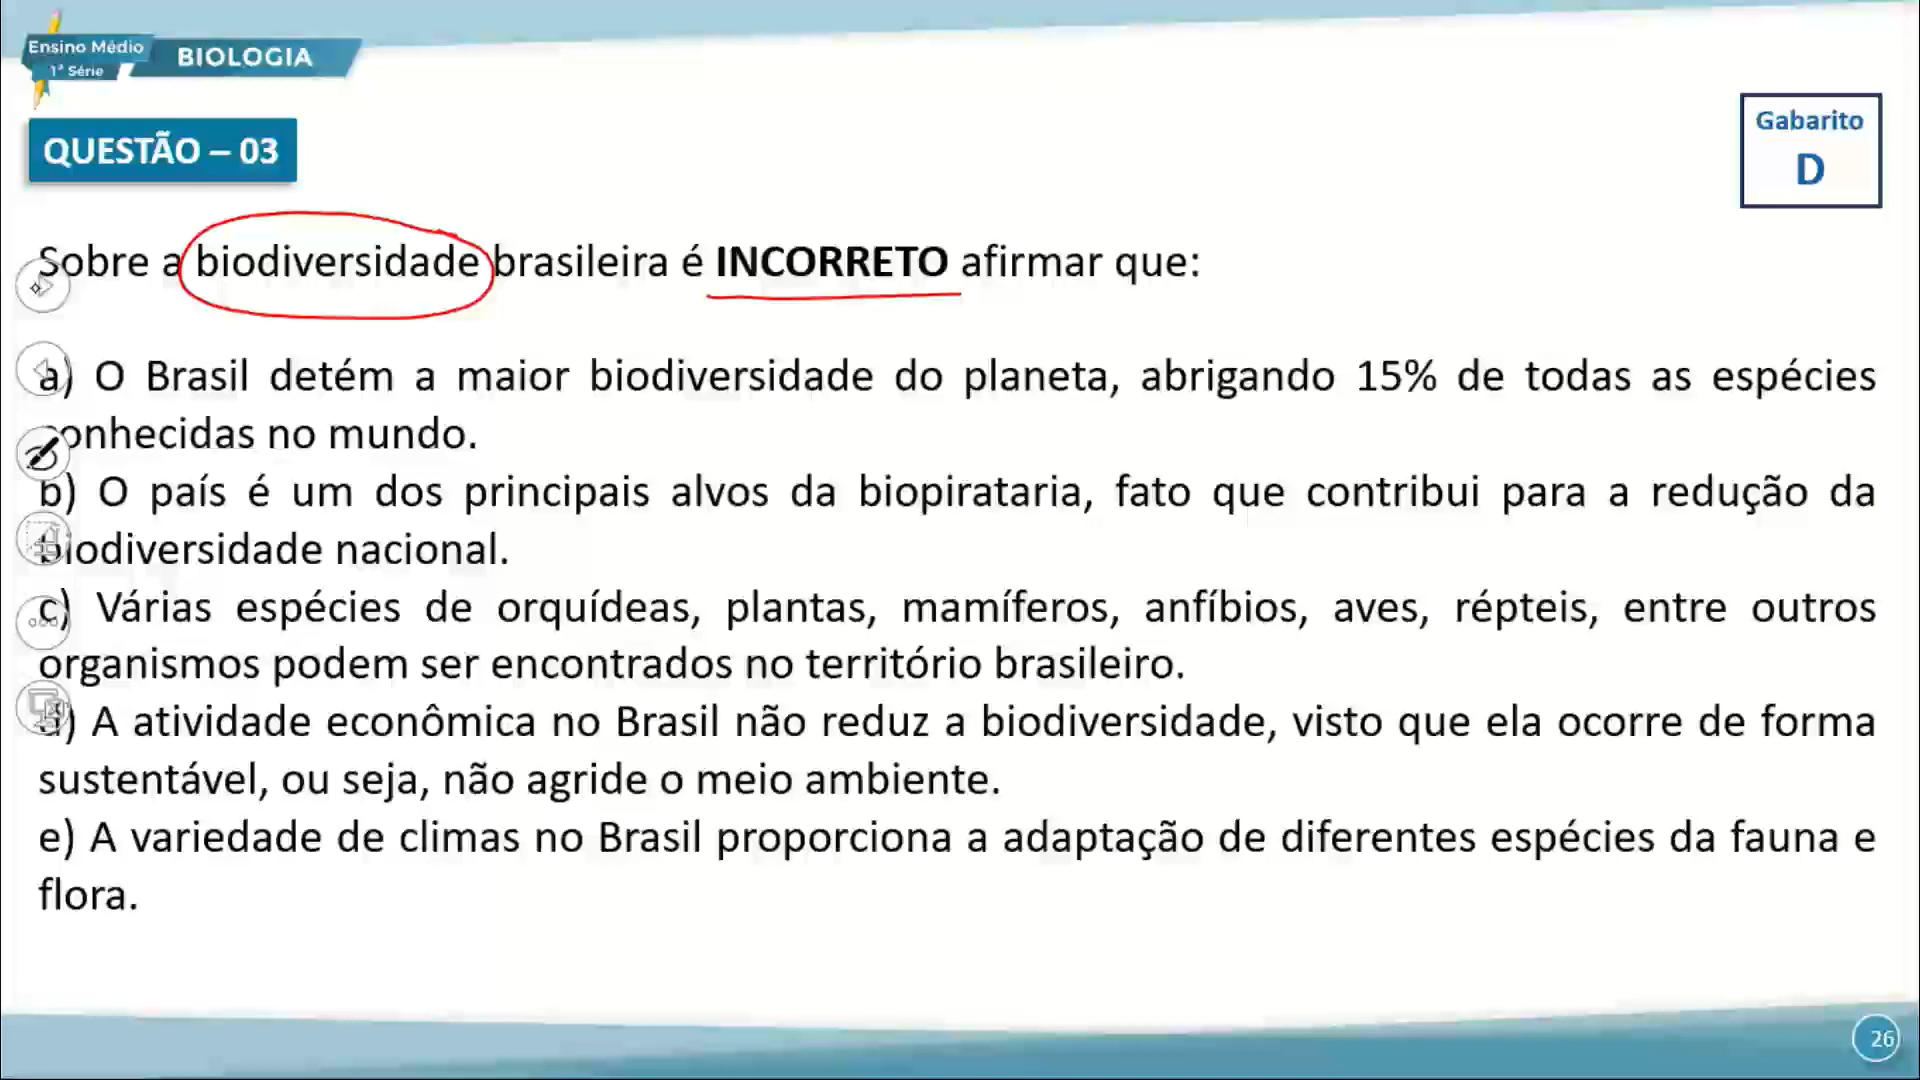 Ensino Médio
1ª Série
BIOLOGIA
QUESTÃO – 03
Gabarito
D
Sobre a biodiversidade brasileira é INCORRETO afirmar que:
a) O Brasil detém a maior biodiversidade do planeta, abrigando 15% de todas as espécies
conhecidas no mundo.
b) O país é um dos principais alvos da biopirataria, fato que contribui para a redução da
biodiversidade nacional.
c) Várias espécies de orquídeas, plantas, mamíferos, anfíbios, aves, répteis, entre outros
organismos podem ser encontrados no território brasileiro.
d) A atividade econômica no Brasil não reduz a biodiversidade, visto que ela ocorre de forma
sustentável, ou seja, não agride o meio ambiente.
e) A variedade de climas no Brasil proporciona a adaptação de diferentes espécies da fauna e
flora.
26